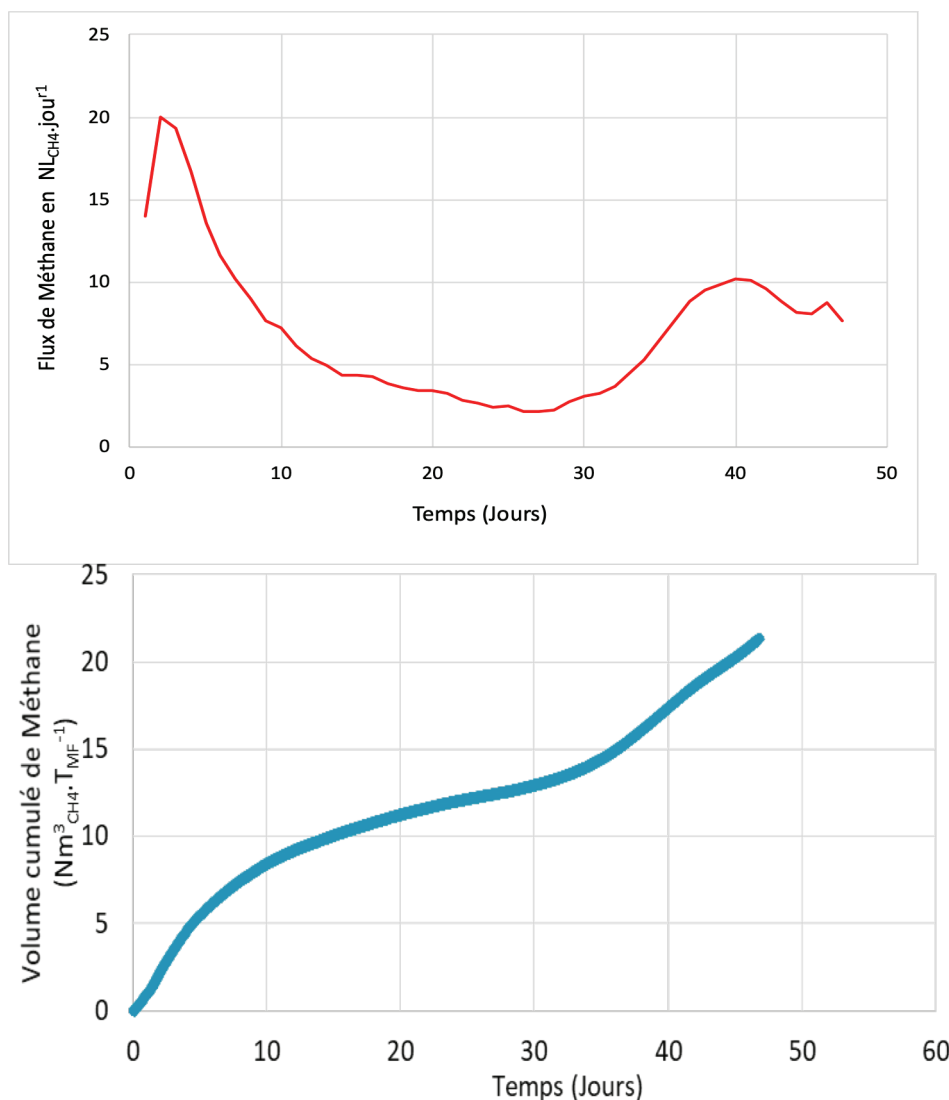 25
20
15
10
5
0
Flux de Méthane en NLCH4.jourr1
0 10 20 30 40 50
Temps (Jours)
25
20
15
10
5
0
Volume cumulé de Méthane
(Nm³CH4.TMF⁻¹)
0 10 20 30 40 50 60
Temps (Jours)